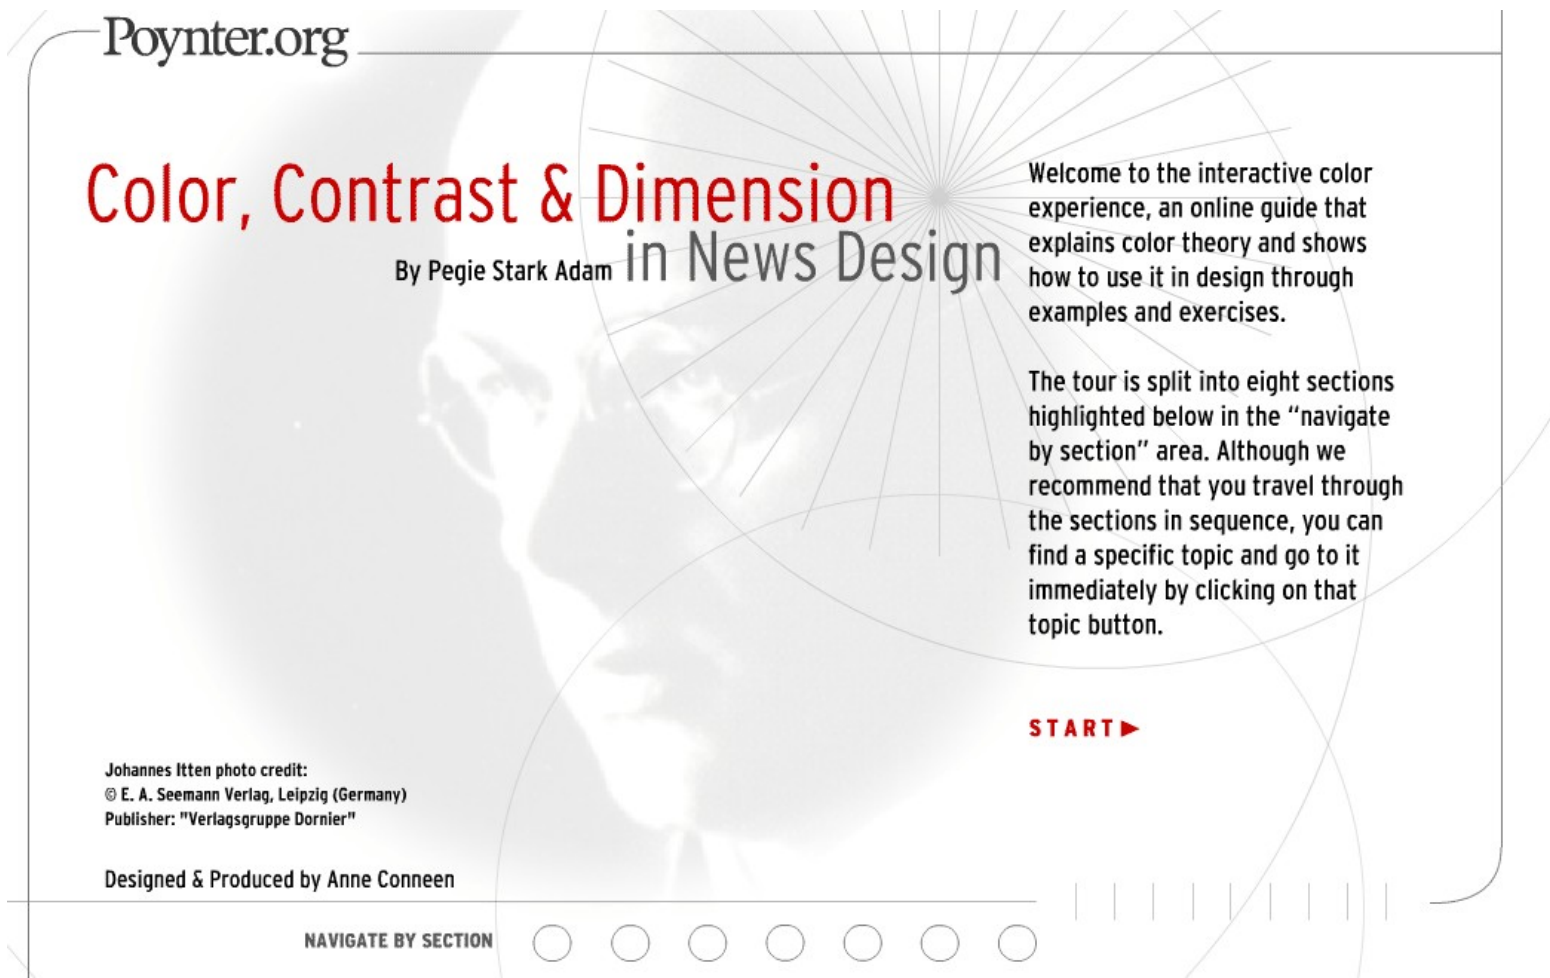 Poynter.org
Color, Contrast & Dimension
By Pegie Stark Adam in News Design
Welcome to the interactive color
experience, an online guide that
explains color theory and shows
how to use it in design through
examples and exercises.
The tour is split into eight sections
highlighted below in the “navigate
by section” area. Although we
recommend that you travel through
the sections in sequence, you can
find a specific topic and go to it
immediately by clicking on that
topic button.
START
Johannes Itten photo credit:
© E. A. Seemann Verlag, Leipzig (Germany)
Publisher: "Verlagsgruppe Dornier"
Designed & Produced by Anne Conneen
NAVIGATE BY SECTION